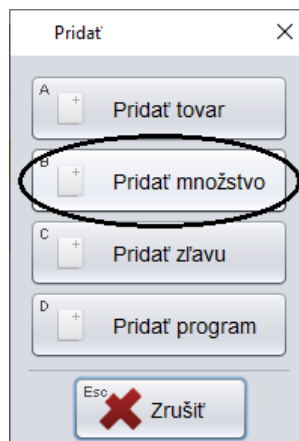 Pridať
A
Pridať tovar
B
Pridať množstvo
C
Pridať zľavu
D
Pridať program
Esc
Zrušiť